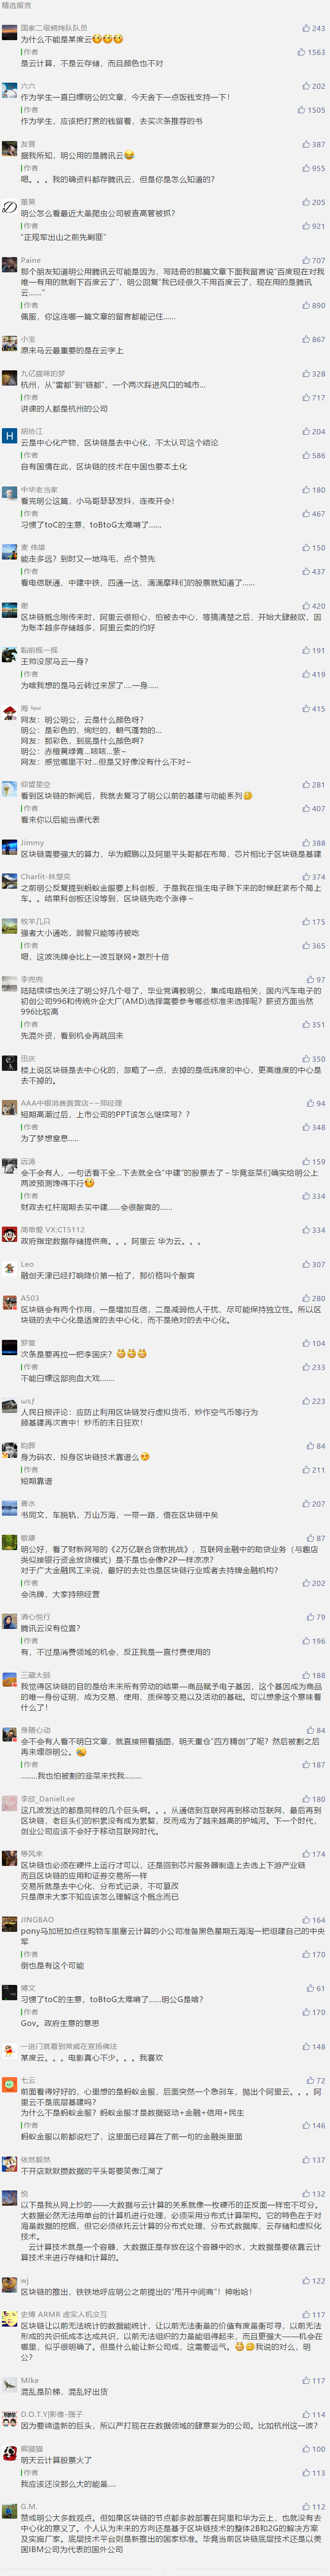 精选留言
国家二级烧烤队队员 243
为什么不能是某度云
作者 1563
是云计算，不是云存储，而且颜色也不对
六六 202
作为学生一直白嫖明公的文章，今天舍下一点饭钱支持一下！
作者 1505
作为学生，应该把打赏的钱留着，去买次条推荐的书
友晋 387
据我所知，明公用的是腾讯云
作者 955
嗯。。。我的确资料都存腾讯云，但是你是怎么知道的？
董昊 205
明公怎么看最近大量爬虫公司被查高管被抓？
作者 921
“正规军出山之前先剿匪”
Paine 707
那个朋友知道明公用腾讯云可能是因为，写陆奇的那篇文章下面我留言说“百度现在对我
唯一有用的就剩下百度云了”，明公回复“我已经很久不用百度云了，现在用的是腾讯
云……”
作者 890
佩服，你这连哪一篇文章的留言都能记住……
小宝 867
原来马云最重要的是在云字上
九亿猫咪的梦 328
杭州，从“雷都”到“链都”，一个两次踩进风口的城市…
作者 717
讲课的人都是杭州的公司
胡协江 204
云是中心化产物，区块链是去中心化，不太认可这个结论
作者 586
自有国情在此，区块链的技术在中国也要本土化
中华老当家 180
看完明公这篇，小马哥瑟瑟发抖，连夜开会！
作者 467
习惯了toC的生意，toBtoG太难啃了……
麦 伟雄 150
能走多远？到时又一地鸡毛，点个赞先
作者 437
看电信联通、中建中铁、四通一达、滴滴摩拜们的股票就知道了……
谢 420
区块链概念刚传来时，阿里云很担心，怕被去中心，等搞清楚之后，开始大肆鼓吹，因
为账本越多存储越多，阿里云卖的约好
作者 419
王帅没尿马云一身？ 191
为啥我想的是马云转过来尿了……一身……
海 415
网友：明公明公，云是什么颜色呀？
明公：是彩色的，绚烂的，朝气蓬勃的…
网友：那彩色，到底是什么颜色啊？
明公：赤橙黄绿青…咳咳…紫~
网友：感觉哪里不对…但是又好像没有什么不对~
仰望星空 281
看到区块链的新闻后，我就去复习了明公以前的基建与动能系列
作者 407
看来你以后能当课代表
Jimmy 388
区块链需要强大的算力，华为鲲鹏以及阿里平头哥都在布局，芯片相比于区块链是基建
Charlit-林楚奕 374
之前明公反复提到蚂蚁金服要上科创板，于是我在恒生电子跌下来的时候赶紧布个局上
车。。结果科创板还没等到，区块链先吃个涨停~
牧羊几只 175
强者大小通吃，弱智只能等待被吃
作者 365
嗯，这波洗牌会比上一波互联网+激烈十倍
李兜兜 97
陆陆续续也关注了明公好几个号了，毕业党请教明公，集成电路相关，国内汽车电子的
初创公司996和传统外企大厂(AMD)选择需要参考哪些标准来选择呢？薪资方面当然
996比较高
作者 351
先混外资，看到机会再跳回来
田庆 350
楼上说区块链是去中心化的，忽略了一点，去掉的是低纬度的中心，更高维度的中心是
去不掉的。
AAA中银消费直营店~~郑经理 94
短期高潮过后，上市公司的PPT该怎么继续写？？
作者 348
为了梦想窒息……
远涛 159
会不会有人，一句话看不全…下去就全仓“中建”的股票去了~毕竟韭菜们确实给明公上
两波预测馋得不行
作者 334
财政去杠杆周期去买中建……会很酸爽的……
简单爱 VX:CTS112 334
政府指定数据存储提供商。。。阿里云 华为云。。。
Leo 307
融创天津已经打响降价第一枪了，那价格叫个酸爽
A503 280
区块链会有两个作用，一是增加互信，二是减弱他人干扰、尽可能保持独立性。所以区
块链的去中心化是适度的去中心化，而不是绝对的去中心化。
罗意 104
次条是要再拉一把李国庆？
作者 233
不能白嫖这部狗血大戏……
ωsƒ 223
人民日报评论：应防止利用区块链发行虚拟货币、炒作空气币等行为
顾基建再次言中！炒币的末日狂欢！
昀晖 84
身为码农，投身区块链技术靠谱么
作者 211
短期靠谱
善水 207
书同文，车脱轨，万山万海，一带一路，借在区块链中矣
敏康 87
明公好，看了财新网写的《2万亿联合贷款挑战》，互联网金融中的助贷业务（与趣店
类似接银行资金放贷模式）是不是也会像P2P一样凉凉？
对于广大金融民工来说，最好的去处也是区块链行业或者去持牌金融机构？
作者 202
会洗牌，大家持照经营
清心悦行 79
腾讯云没有位置？
作者 196
有，不过是消费领域的机会，反正我是一直付费使用的
三藏大師 188
我觉得区块链的目的是给未来所有劳动的结果—商品赋予电子基因，这个基因成为商品
的唯一身份证明，成为交易、使用、质保等交易以及活动的基础。可以想象这个意味着
什么了！
身随心动 84
会不会有人看不明白文章，就直接照着插图，明天重仓“四方精创”了呢？然后被割之后
再来埋怨明公。
作者 187
………我也怕被割的韭菜来找我………
李欣_DanielLee 180
这几波发达的都是同样的几个巨头啊。。。从通信到互联网再到移动互联网，最后再到
区块链，老巨头们的积累没有成为累赘，反而成为了越来越高的护城河。下一个时代，
创业公司应该不会好于移动互联网时代。
等风来 174
区块链也必须在硬件上运行才可以，还是回到芯片服务器制造上去选上下游产业链
而且区块链的应用和证券交易所一样
交易所就是去中心化，分布式记录，不可篡改
只是原来大家不知应该怎么理解这个概念而已
JINGBAO 164
pony马加班加点往购物车里塞云计算的小公司准备黑色星期五海淘一把组建自己的中央
军
作者 170
倒也是有这个可能
博文 61
习惯了toC的生意，toBtoG太难啃了……明公G是啥？
作者 170
Gov。政府生意的意思
一进门就看到常威在宣扬佛法 148
某度云。。。电影真心不少。。。我喜欢
七云 72
前面看得好好的，心里想的是蚂蚁金服，后面突然一个急刹车，抛出个阿里云。。。阿
里云不是底层基建吗？
为什么不是蚂蚁金服？蚂蚁金服才是数据驱动+金融+信用+民生
作者 146
蚂蚁金服以前都说烂了，这里面已经算在了前一句的金融类里面
依然毅然 137
不开店默默攒数据的平头哥要笑傲江湖了
悦 132
以下是我从网上抄的——大数据与云计算的关系就像一枚硬币的正反面一样密不可分。
大数据必然无法用单台的计算机进行处理，必须采用分布式计算架构。它的特色在于对
海量数据的挖掘，但它必须依托云计算的分布式处理、分布式数据库、云存储和虚拟化
技术。
云计算技术就是一个容器，大数据正是存放在这个容器中的水，大数据是要依靠云计
算技术来进行存储和计算的。
wj 122
区块链的推出，铁铁地呼应明公之前提出的“甩开中间商”！神啦哈！
史博 ARMR 虚实人机交互 117
区块链让以前无法统计的数据能统计，让以前无法衡量的价值有度量衡可寻，以前无法
形成的共识低成本达成共识，以前无法组织的力量能组得起来，而且更强大——机会在
哪里，似乎很明确了。但是什么能让新公司成，这需要运气。我说的对么，明
公？
Mike 117
混乱是阶梯，混乱好出货
D.O.T.Y|影像-强子 114
因为要缔造新的巨头，所以严打现在在数据领域的肆意妄为的公司。比如杭州这一波？
熊猫猫 100
明天云计算股票火了
作者 113
我应该还没那么大的能量……
G.M. 112
赞成明公大多数观点。但如果区块链的节点都多数部署在阿里和华为云上，也就没有去
中心化的意义了。个人认为未来的方向还是基于区块链技术的整体2B和2G的解决方案
及实施厂家。底层技术平台则是新推出的国家标准。毕竟当前区块链底层技术还是以美
国IBM公司为代表的国外公司